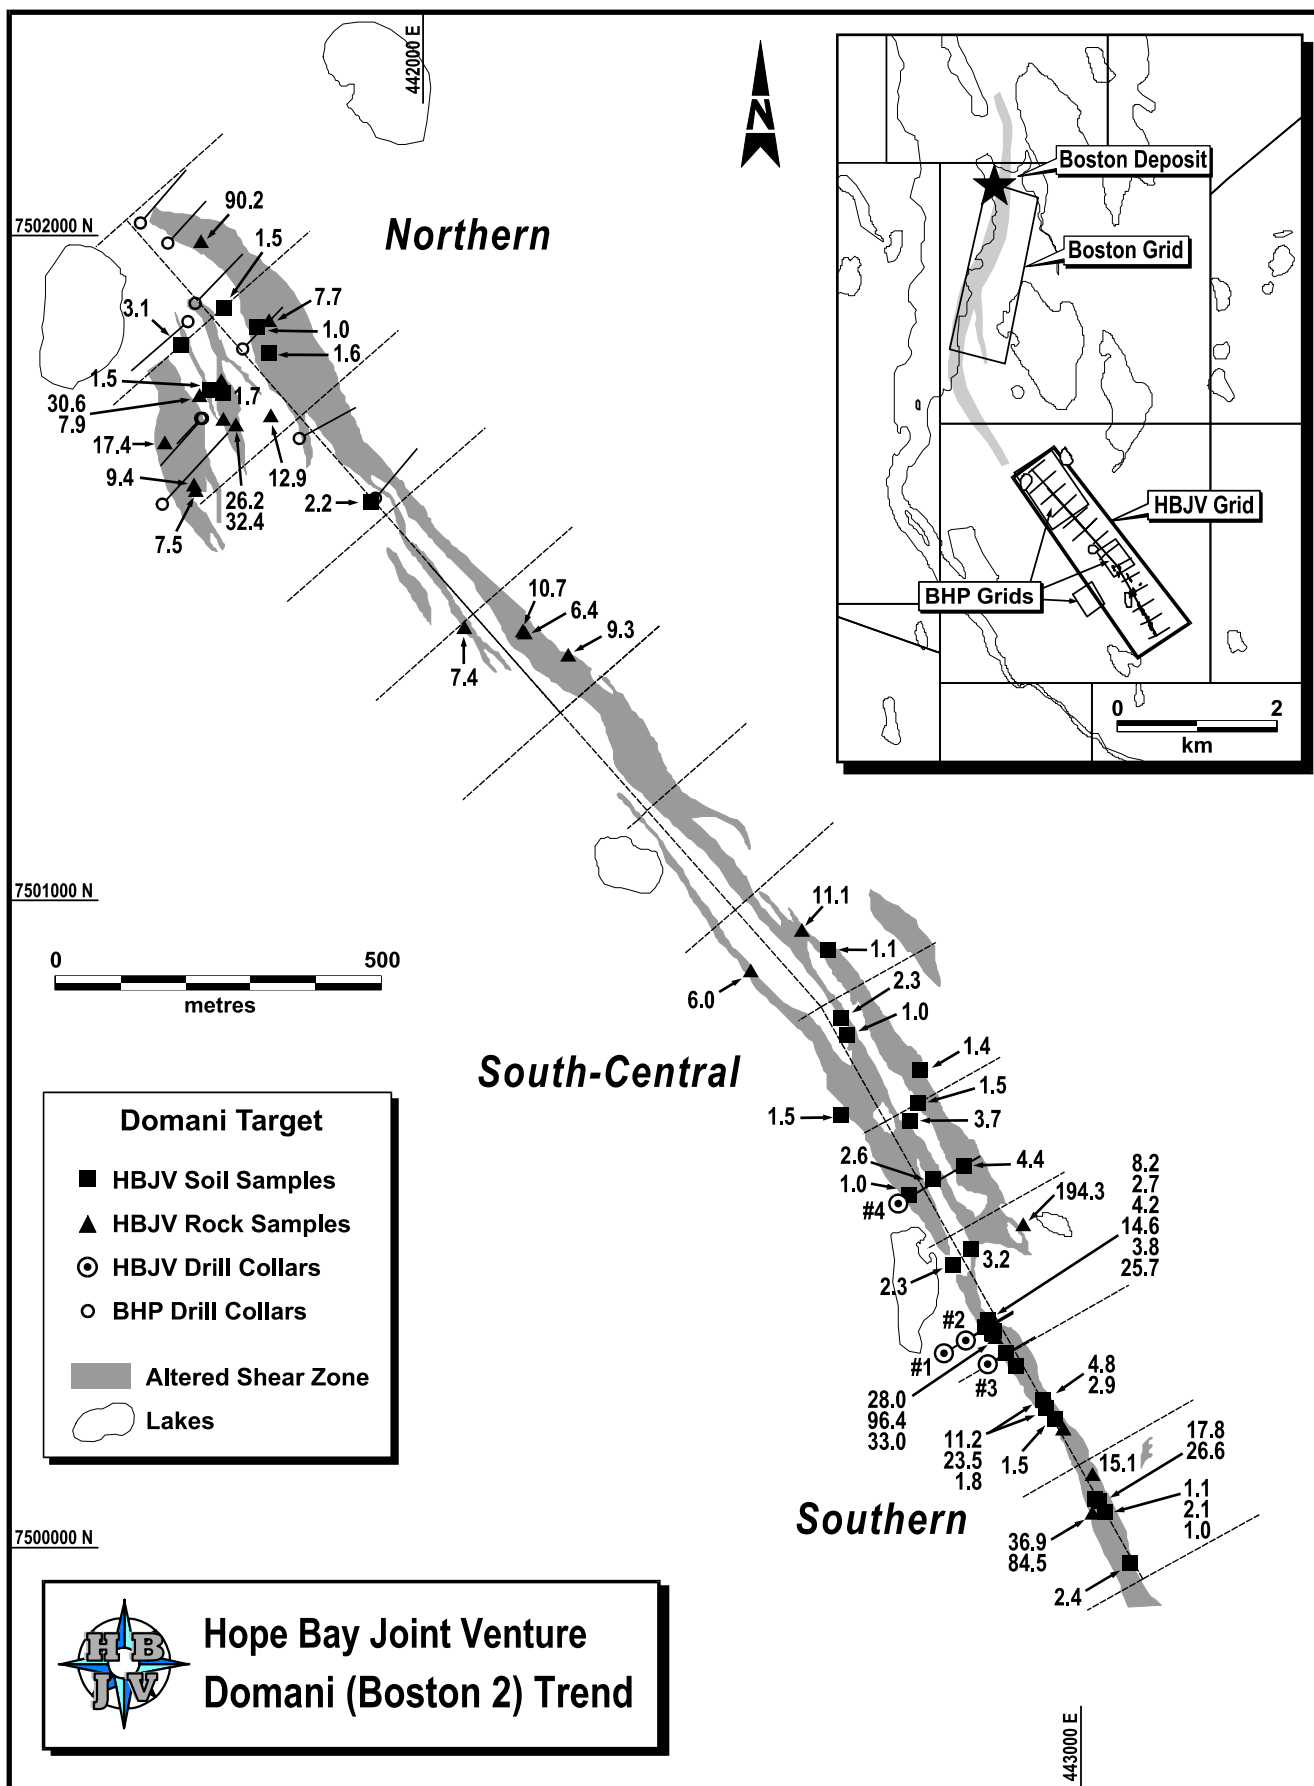 442000 E
N
Boston Deposit
Boston Grid
HBJV Grid
BHP Grids
0 2
km
7502000 N
Northern
90.2
1.5
7.7
1.0
1.6
3.1
1.5
1.7
30.6
7.9
17.4
9.4
7.5
12.9
26.2
32.4
2.2
10.7
6.4
9.3
7.4
7501000 N
0 500
metres
11.1
1.1
6.0
2.3
1.0
South-Central
1.4
1.5
3.7
1.5
2.6
1.0
#4
4.4
194.3
8.2
2.7
4.2
14.6
3.8
25.7
3.2
2.3
#2
#1
#3
28.0
96.4
33.0
4.8
2.9
11.2
23.5
1.8
1.5
15.1
17.8
26.6
1.1
2.1
1.0
Southern
36.9
84.5
2.4
Domani Target
HBJV Soil Samples
HBJV Rock Samples
HBJV Drill Collars
BHP Drill Collars
Altered Shear Zone
Lakes
7500000 N
H B
J V
Hope Bay Joint Venture
Domani (Boston 2) Trend
443000 E